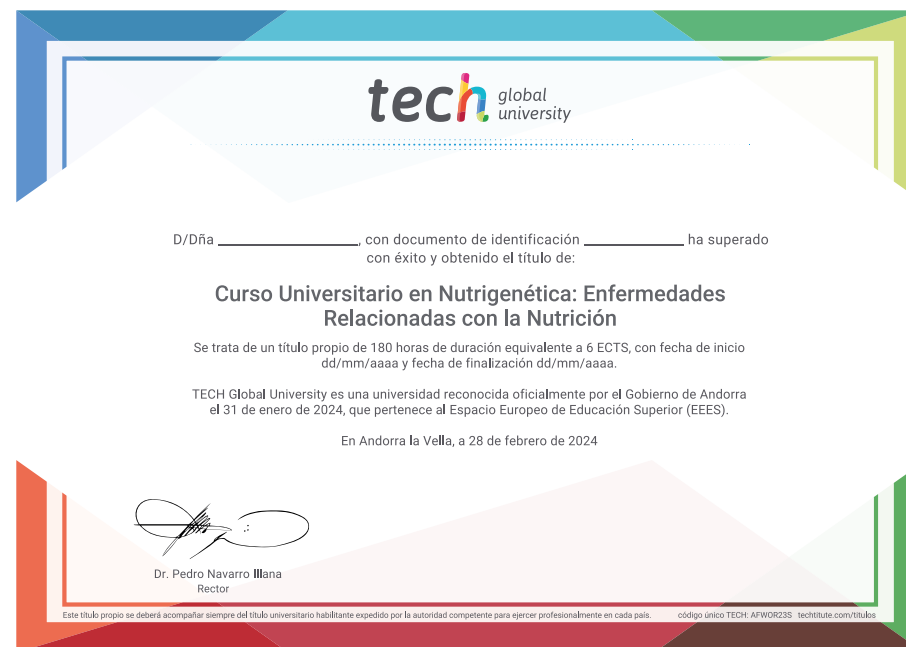 tech global university
D/Dña ____________, con documento de identificación ____________ ha superado
con éxito y obtenido el título de:
Curso Universitario en Nutrigenética: Enfermedades
Relacionadas con la Nutrición
Se trata de un título propio de 180 horas de duración equivalente a 6 ECTS, con fecha de inicio
dd/mm/aaaa y fecha de finalización dd/mm/aaaa.
TECH Global University es una universidad reconocida oficialmente por el Gobierno de Andorra
el 31 de enero de 2024, que pertenece al Espacio Europeo de Educación Superior (EEES).
En Andorra la Vella, a 28 de febrero de 2024
Dr. Pedro Navarro Illana
Rector
Este título propio se deberá acompañar siempre del título universitario habilitante expedido por la autoridad competente para ejercer profesionalmente en cada país. código único TECH: AFWOR23S techtitute.com/titulos